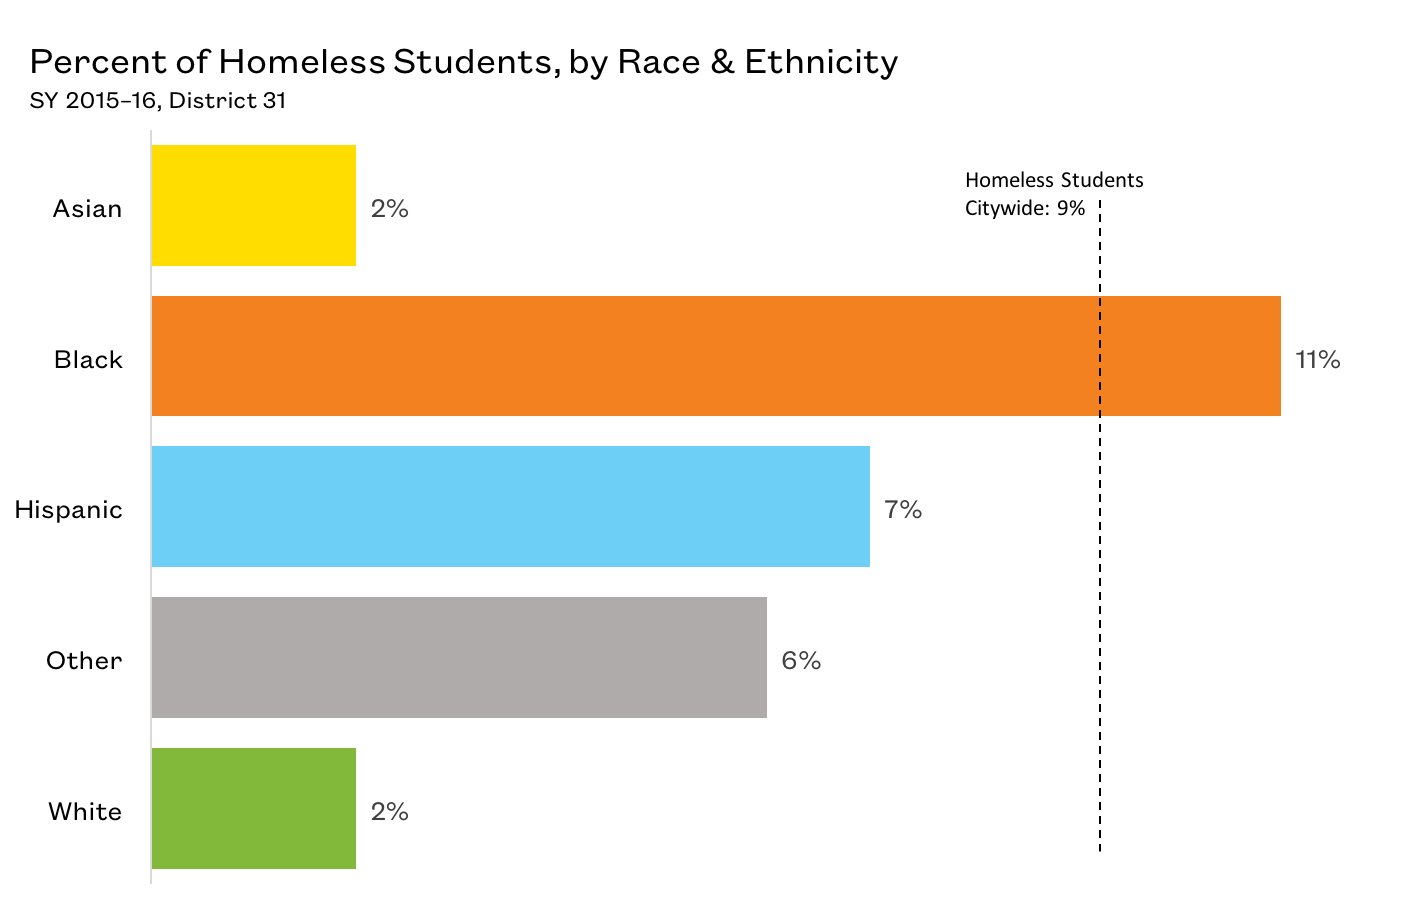 Percent of Homeless Students, by Race & Ethnicity
SY 2015–16, District 31
Homeless Students
Citywide: 9%
Asian
2%
Black
11%
Hispanic
7%
Other
6%
White
2%